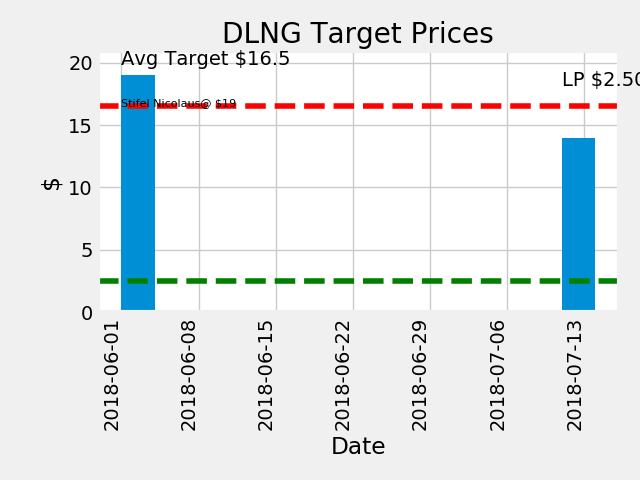 DLNG Target Prices
Avg Target $16.5
LP $2.50
Stifel Nicolaus@ $19
$
20
15
10
5
0
2018-06-01
2018-06-08
2018-06-15
2018-06-22
2018-06-29
2018-07-06
2018-07-13
Date